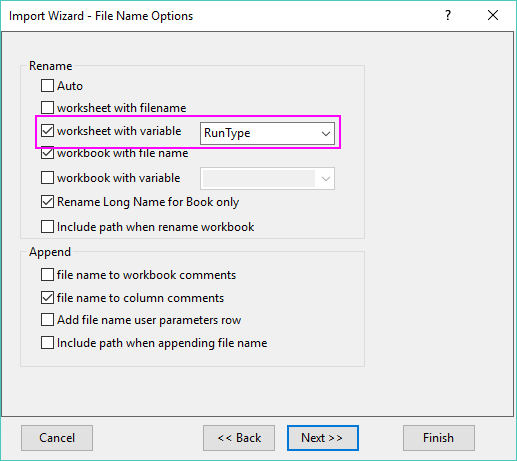 Import Wizard - File Name Options ?
Rename
Auto
worksheet with filename
worksheet with variable RunType
workbook with file name
workbook with variable
Rename Long Name for Book only
Include path when rename workbook
Append
file name to workbook comments
file name to column comments
Add file name user parameters row
Include path when appending file name
Cancel << Back Next >> Finish